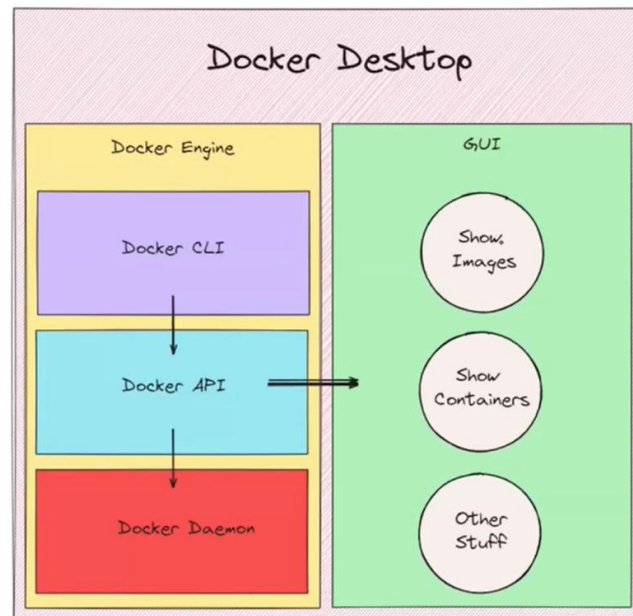 Docker Desktop
Docker Engine
Docker CLI
Docker API
Docker Daemon
GUI
Show
Images
Show
Containers
Other
Stuff